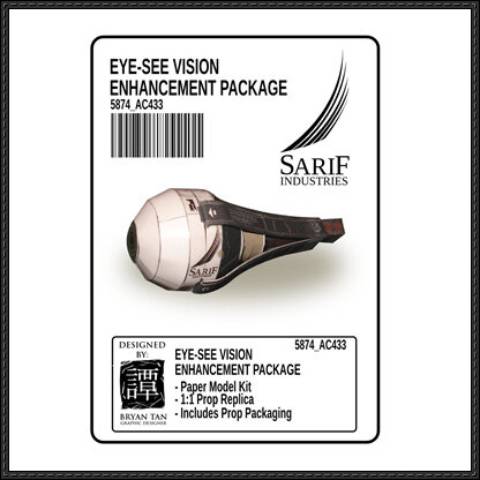 EYE-SEE VISION
ENHANCEMENT PACKAGE
5874_AC433
SARIF
INDUSTRIES
SARIF
5874_AC433
DESIGNED
BY:
譚
BRYAN TAN
GRAPHIC DESIGNER
EYE-SEE VISION
ENHANCEMENT PACKAGE
- Paper Model Kit
- 1:1 Prop Replica
- Includes Prop Packaging